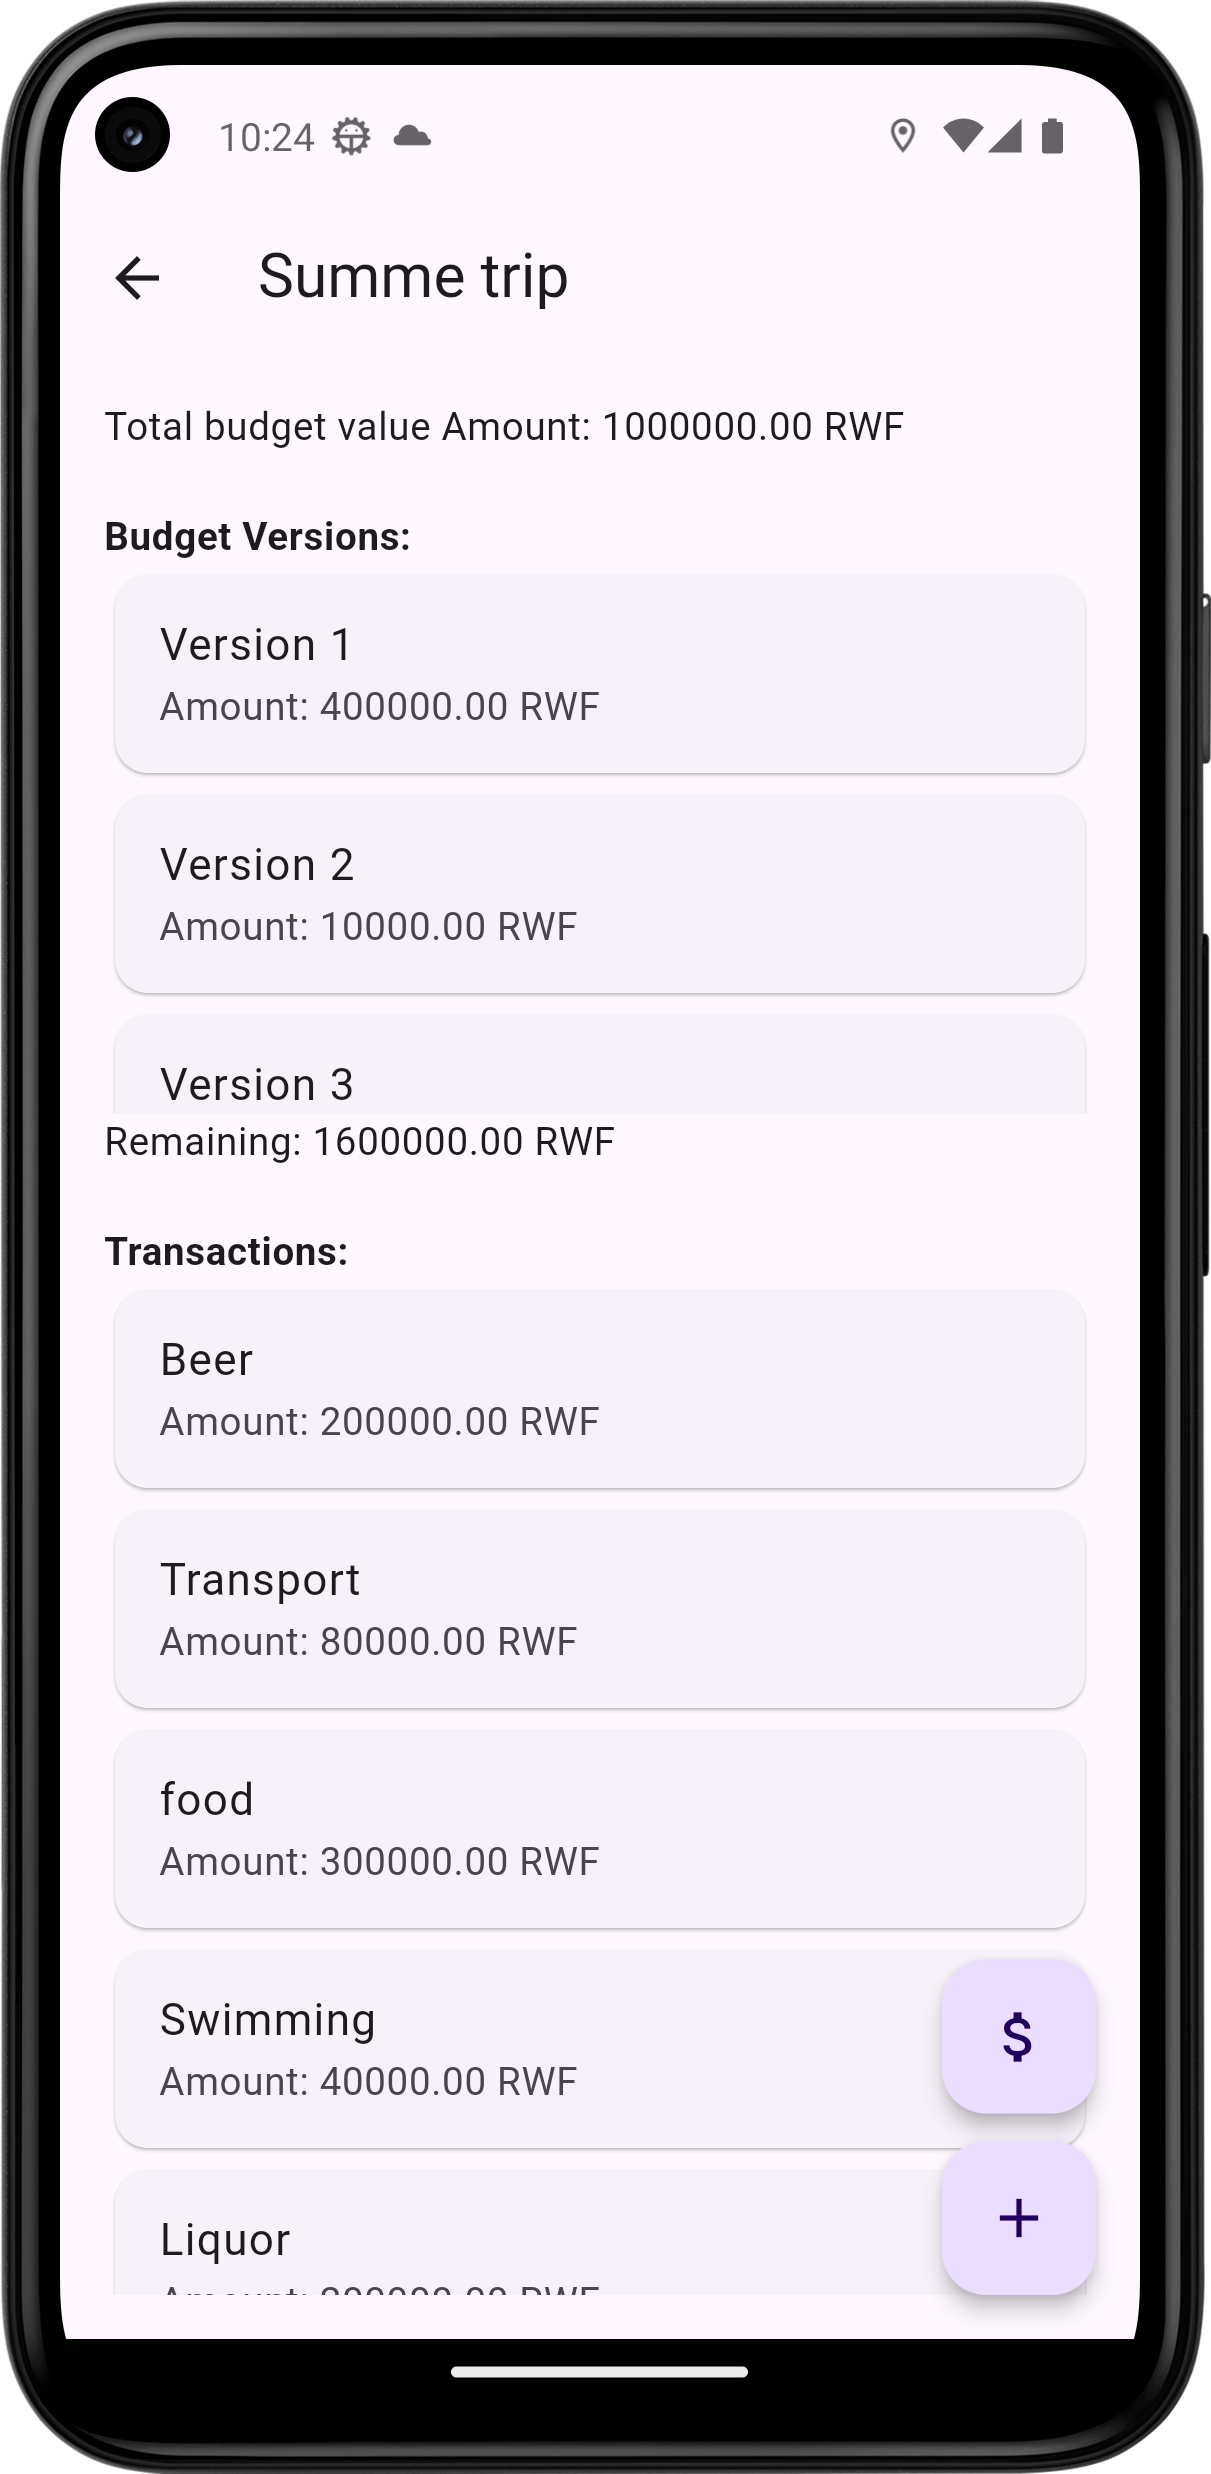 10:24
Summe trip
Total budget value Amount: 1000000.00 RWF
Budget Versions:
Version 1
Amount: 400000.00 RWF
Version 2
Amount: 10000.00 RWF
Version 3
Remaining: 1600000.00 RWF
Transactions:
Beer
Amount: 200000.00 RWF
Transport
Amount: 80000.00 RWF
food
Amount: 300000.00 RWF
Swimming
Amount: 40000.00 RWF
$
+
Liquor
Amount: RWF